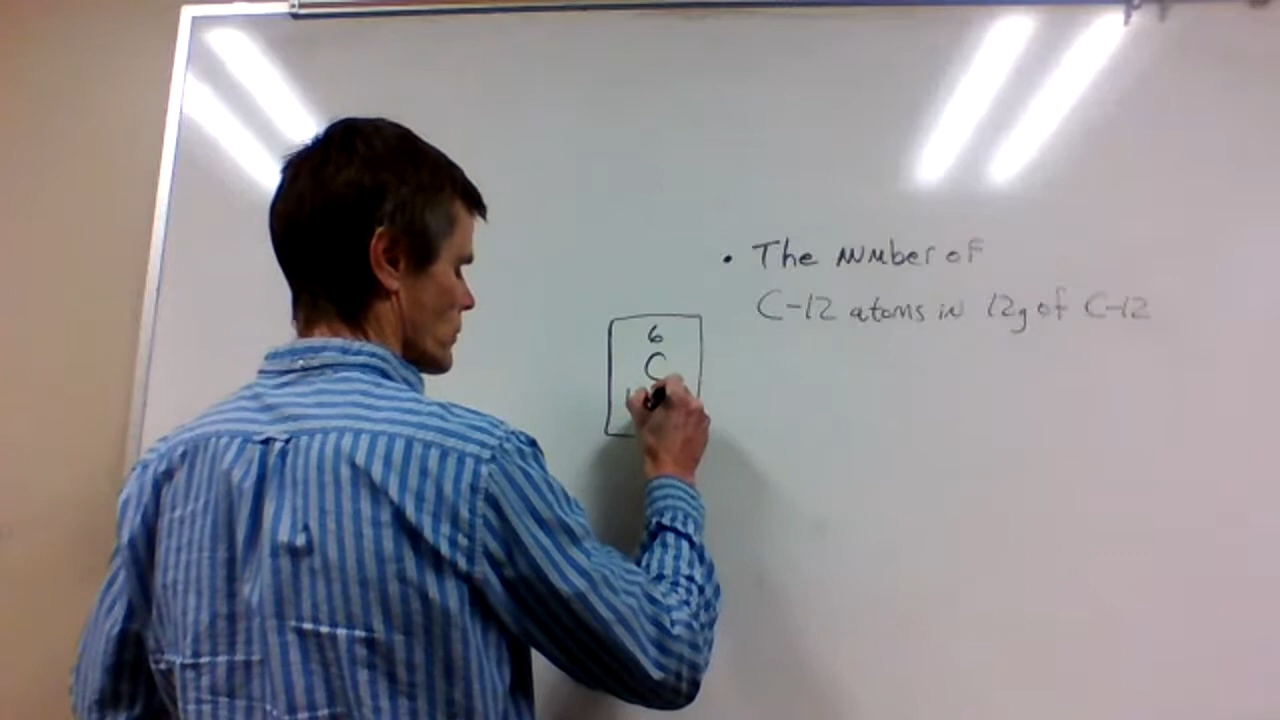 • The number of
C-12 atoms in 12g of C-12
6
C